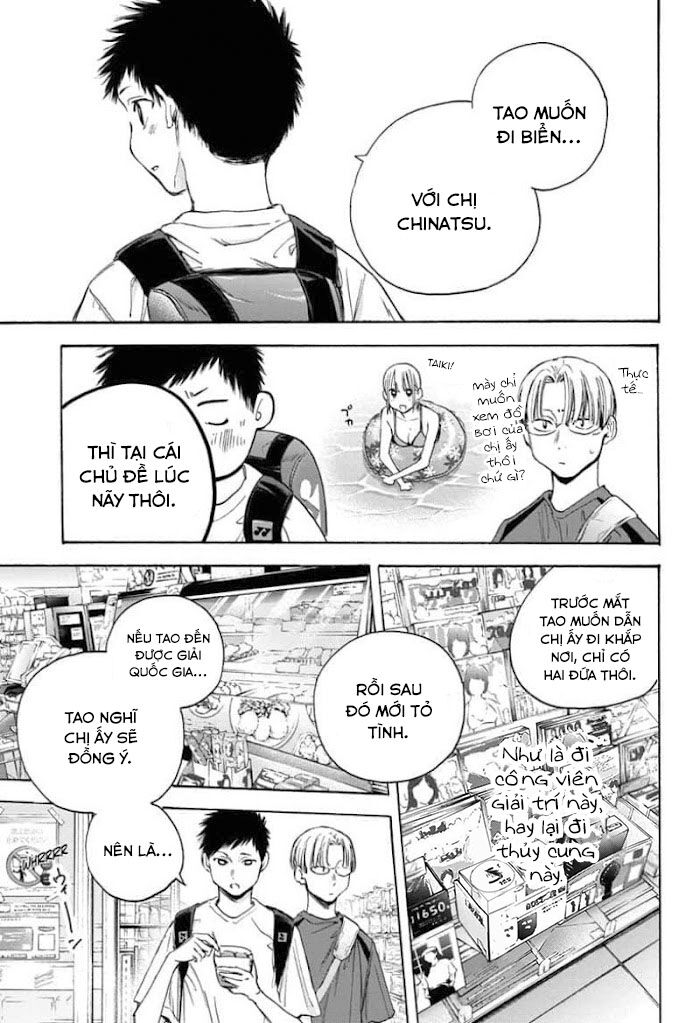 TAO MUỐN
ĐI BIỂN...
VỚI CHỊ
CHINATSU.
Thực
tế...
mày chỉ
muốn
xem đồ
bơi của
chị ấy
thôi
chứ gì?
TAIKI!
THÌ TẠI CÁI
CHỦ ĐỀ LÚC
NÃY THÔI.
TRƯỚC MẮT
TAO MUỐN DẪN
CHỊ ẤY ĐI KHẮP
NƠI, CHỈ CÓ
HAI ĐỨA THÔI.
Như là đi
công viên
giải trí này,
hay lại đi
thủy cung
này.
RỒI SAU
ĐÓ MỚI TỎ
TÌNH.
NẾU TAO ĐẾN
ĐƯỢC GIẢI
QUỐC GIA...
TAO NGHĨ
CHỊ ẤY SẼ
ĐỒNG Ý.
11650
WHRRRR
NÊN LÀ...
YONEX